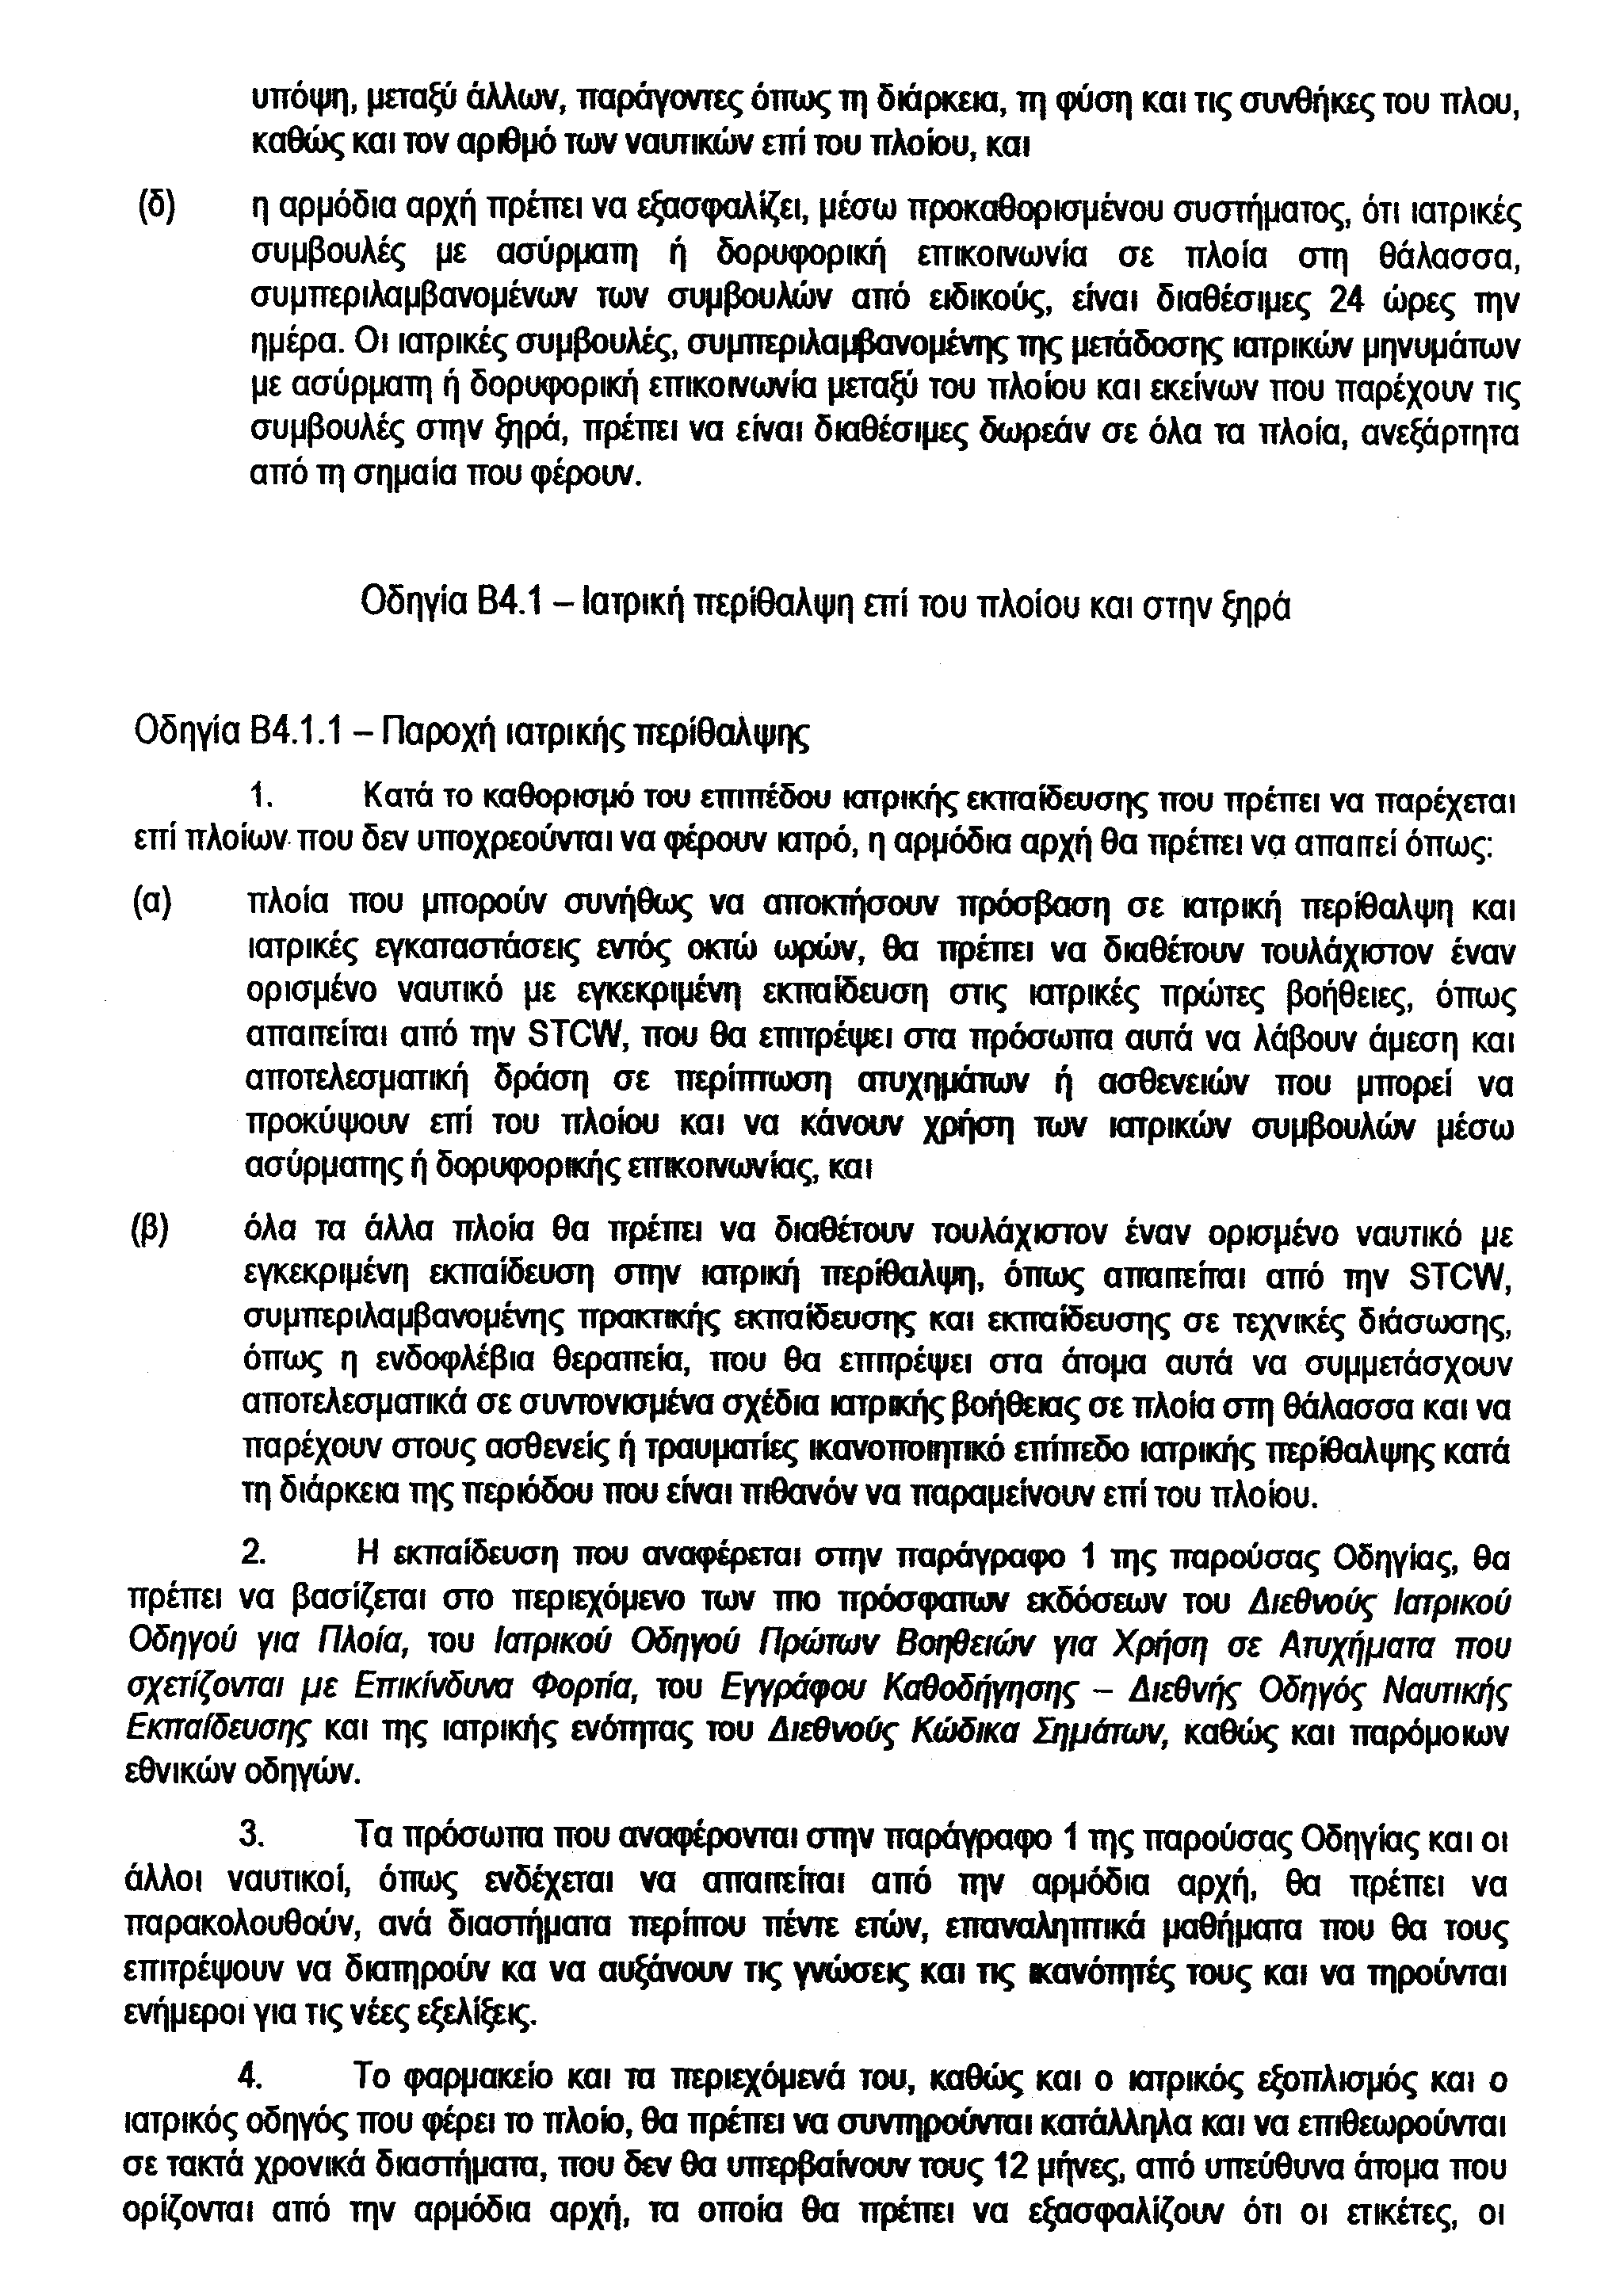 υπόψη, μεταξύ άλλων, παράγοντες όπως τη διάρκεια, τη φύση και τις συνθήκες του πλου,
καθώς και τον αριθμό των ναυτικών επί του πλοίου, και
(δ) η αρμόδια αρχή πρέπει να εξασφαλίζει, μέσω προκαθορισμένου συστήματος, ότι ιατρικές
συμβουλές με ασύρματη ή δορυφορική επικοινωνία σε πλοία στη θάλασσα,
συμπεριλαμβανομένων των συμβουλών από ειδικούς, είναι διαθέσιμες 24 ώρες την
ημέρα. Οι ιατρικές συμβουλές, συμπεριλαμβανομένης της μετάδοσης ιατρικών μηνυμάτων
με ασύρματη ή δορυφορική επικοινωνία μεταξύ του πλοίου και εκείνων που παρέχουν τις
συμβουλές στην ξηρά, πρέπει να είναι διαθέσιμες δωρεάν σε όλα τα πλοία, ανεξάρτητα
από τη σημαία που φέρουν.
Οδηγία Β4.1 – Ιατρική περίθαλψη επί του πλοίου και στην ξηρά
Οδηγία Β4.1.1 – Παροχή ιατρικής περίθαλψης
1. Κατά το καθορισμό του επιπέδου ιατρικής εκπαίδευσης που πρέπει να παρέχεται
επί πλοίων που δεν υποχρεούνται να φέρουν ιατρό, η αρμόδια αρχή θα πρέπει να απαιτεί όπως:
(α) πλοία που μπορούν συνήθως να αποκτήσουν πρόσβαση σε ιατρική περίθαλψη και
ιατρικές εγκαταστάσεις εντός οκτώ ωρών, θα πρέπει να διαθέτουν τουλάχιστον έναν
ορισμένο ναυτικό με εγκεκριμένη εκπαίδευση στις ιατρικές πρώτες βοήθειες, όπως
απαιτείται από την STCW, που θα επιτρέψει στα πρόσωπα αυτά να λάβουν άμεση και
αποτελεσματική δράση σε περίπτωση ατυχημάτων ή ασθενειών που μπορεί να
προκύψουν επί του πλοίου και να κάνουν χρήση των ιατρικών συμβουλών μέσω
ασύρματης ή δορυφορικής επικοινωνίας, και
(β) όλα τα άλλα πλοία θα πρέπει να διαθέτουν τουλάχιστον έναν ορισμένο ναυτικό με
εγκεκριμένη εκπαίδευση στην ιατρική περίθαλψη, όπως απαιτείται από την STCW,
συμπεριλαμβανομένης πρακτικής εκπαίδευσης και εκπαίδευσης σε τεχνικές διάσωσης,
όπως η ενδοφλέβια θεραπεία, που θα επιτρέψει στα άτομα αυτά να συμμετάσχουν
αποτελεσματικά σε συντονισμένα σχέδια ιατρικής βοήθειας σε πλοία στη θάλασσα και να
παρέχουν στους ασθενείς ή τραυματίες ικανοποιητικό επίπεδο ιατρικής περίθαλψης κατά
τη διάρκεια της περιόδου που είναι πιθανόν να παραμείνουν επί του πλοίου.
2. Η εκπαίδευση που αναφέρεται στην παράγραφο 1 της παρούσας Οδηγίας, θα
πρέπει να βασίζεται στο περιεχόμενο των πιο πρόσφατων εκδόσεων του Διεθνούς Ιατρικού
Οδηγού για Πλοία, του Ιατρικού Οδηγού Πρώτων Βοηθειών για Χρήση σε Ατυχήματα που
σχετίζονται με Επικίνδυνα Φορτία, του Εγγράφου Καθοδήγησης – Διεθνής Οδηγός Ναυτικής
Εκπαίδευσης και της ιατρικής ενότητας του Διεθνούς Κώδικα Σημάτων, καθώς και παρόμοιων
εθνικών οδηγών.
3. Τα πρόσωπα που αναφέρονται στην παράγραφο 1 της παρούσας Οδηγίας και οι
άλλοι ναυτικοί, όπως ενδέχεται να απαιτείται από την αρμόδια αρχή, θα πρέπει να
παρακολουθούν, ανά διαστήματα περίπου πέντε ετών, επαναληπτικά μαθήματα που θα τους
επιτρέψουν να διατηρούν κα να αυξάνουν τις γνώσεις και τις ικανότητές τους και να τηρούνται
ενήμεροι για τις νέες εξελίξεις.
4. Το φαρμακείο και τα περιεχόμενά του, καθώς και ο ιατρικός εξοπλισμός και ο
ιατρικός οδηγός που φέρει το πλοίο, θα πρέπει να συντηρούνται κατάλληλα και να επιθεωρούνται
σε τακτά χρονικά διαστήματα, που δεν θα υπερβαίνουν τους 12 μήνες, από υπεύθυνα άτομα που
ορίζονται από την αρμόδια αρχή, τα οποία θα πρέπει να εξασφαλίζουν ότι οι ετικέτες, οι